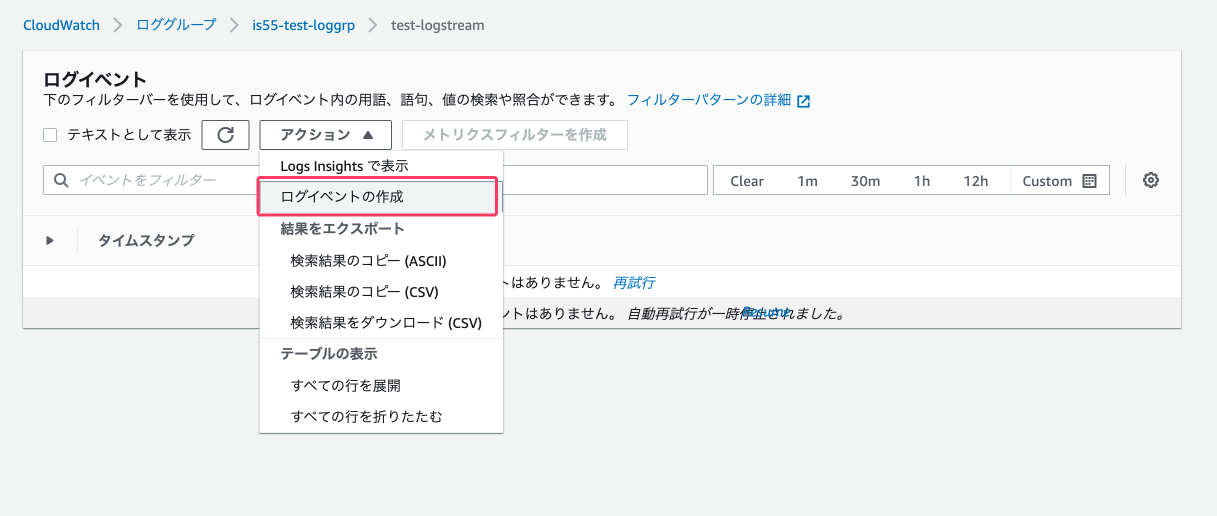 CloudWatch > ロググループ > is55-test-loggrp > test-logstream
ログイベント
下のフィルターバーを使用して、ログイベント内の用語、語句、値の検索や照合ができます。 フィルターパターンの詳細
テキストとして表示 アクション メトリクスフィルターを作成
Logs Insights で表示
イベントをフィルター Clear 1m 30m 1h 12h Custom
ログイベントの作成
結果をエクスポート
タイムスタンプ
検索結果のコピー (ASCII)
トはありません。 再試行
検索結果のコピー (CSV)
ントはありません。 自動再試行が一時停止されました。 Resume
検索結果をダウンロード (CSV)
テーブルの表示
すべての行を展開
すべての行を折りたたむ